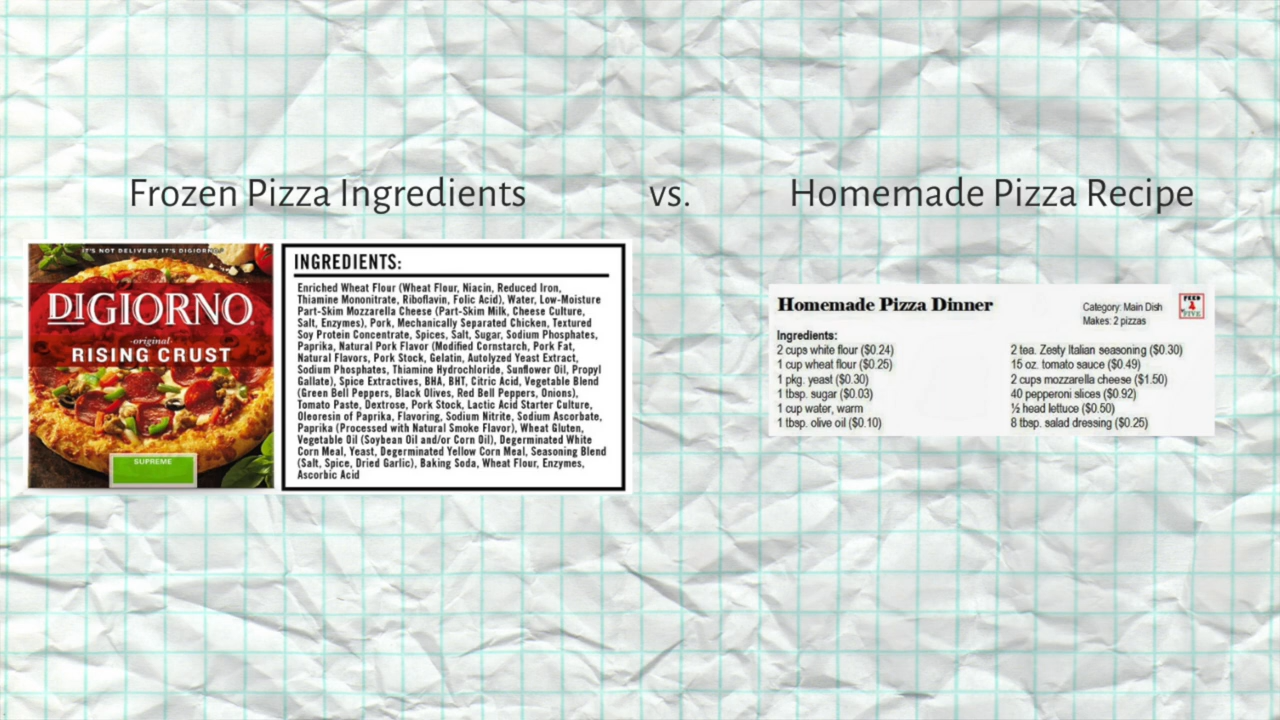 Frozen Pizza Ingredients vs. Homemade Pizza Recipe
IT'S NOT DELIVERY. IT'S DIGIORNO.
DIGIORNO
original
RISING CRUST
SUPREME
INGREDIENTS:
Enriched Wheat Flour (Wheat Flour, Niacin, Reduced Iron,
Thiamine Mononitrate, Riboflavin, Folic Acid), Water, Low-Moisture
Part-Skim Mozzarella Cheese (Part-Skim Milk, Cheese Culture,
Salt, Enzymes), Pork, Mechanically Separated Chicken, Textured
Soy Protein Concentrate, Spices, Salt, Sugar, Sodium Phosphates,
Paprika, Natural Pork Flavor (Modified Cornstarch, Pork Fat,
Natural Flavors, Pork Stock, Gelatin, Autolyzed Yeast Extract,
Sodium Phosphates, Thiamine Hydrochloride, Sunflower Oil, Propyl
Gallate), Spice Extractives, BHA, BHT, Citric Acid, Vegetable Blend
(Green Bell Peppers, Black Olives, Red Bell Peppers, Onions),
Tomato Paste, Dextrose, Pork Stock, Lactic Acid Starter Culture,
Oleoresin of Paprika, Flavoring, Sodium Nitrite, Sodium Ascorbate,
Paprika (Processed with Natural Smoke Flavor), Wheat Gluten,
Vegetable Oil (Soybean Oil and/or Corn Oil), Degerminated White
Corn Meal, Yeast, Degerminated Yellow Corn Meal, Seasoning Blend
(Salt, Spice, Dried Garlic), Baking Soda, Wheat Flour, Enzymes,
Ascorbic Acid
Homemade Pizza Dinner
Category: Main Dish
Makes: 2 pizzas
FEED
4
FIVE
Ingredients:
2 cups white flour ($0.24)
1 cup wheat flour ($0.25)
1 pkg. yeast ($0.30)
1 tbsp. sugar ($0.03)
1 cup water, warm
1 tbsp. olive oil ($0.10)
2 tea. Zesty Italian seasoning ($0.30)
15 oz. tomato sauce ($0.49)
2 cups mozzarella cheese ($1.50)
40 pepperoni slices ($0.92)
½ head lettuce ($0.50)
8 tbsp. salad dressing ($0.25)